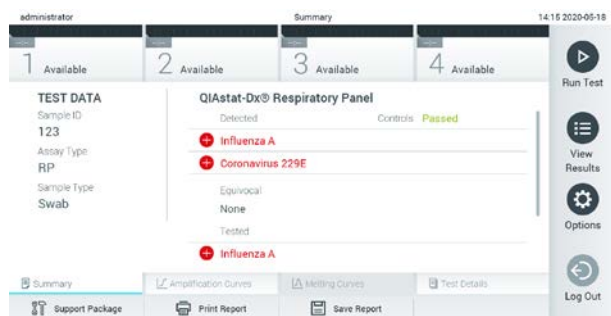 administrator Summary 14:15 2020-05-18
1 Available 2 Available 3 Available 4 Available
Run Test
TEST DATA
Sample ID
123
Assay Type
RP
Sample Type
Swab
QIAstat-Dx® Respiratory Panel
Detected Controls Passed
Influenza A
Coronavirus 229E
Equivocal
None
Tested
Influenza A
View
Results
Options
Log Out
Summary Amplification Curves Melting Curves Test Details
Support Package Print Report Save Report